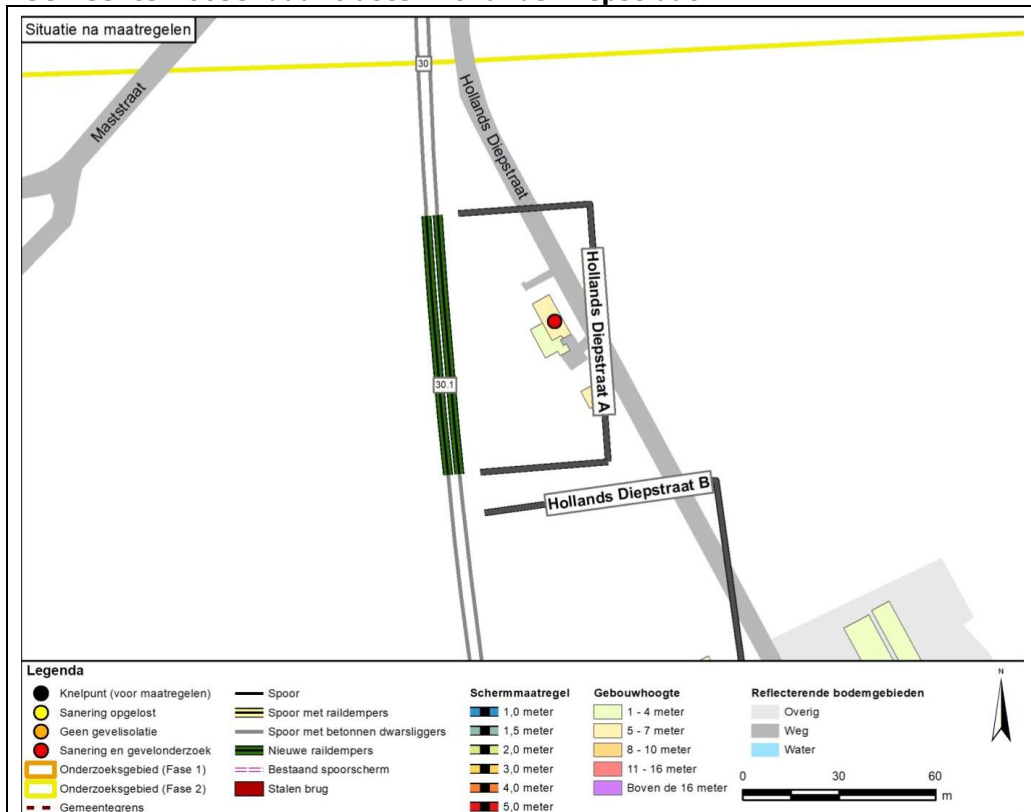 Situatie na maatregelen
30
Maststraat
Hollands Diepstraat
Hollands Diepstraat A
30.1
Hollands Diepstraat B
Legenda
Knelpunt (voor maatregelen)
Sanering opgelost
Geen gevelisolatie
Sanering en gevelonderzoek
Onderzoeksgebied (Fase 1)
Onderzoeksgebied (Fase 2)
Gemeentegrens
Spoor
Spoor met raildempers
Spoor met betonnen dwarsliggers
Nieuwe raildempers
Bestaand spoorscherm
Stalen brug
Schermmaatregel
1,0 meter
1,5 meter
2,0 meter
3,0 meter
4,0 meter
5,0 meter
Gebouwhoogte
1 - 4 meter
5 - 7 meter
8 - 10 meter
11 - 16 meter
Boven de 16 meter
Reflecterende bodemgebieden
Overig
Weg
Water
N
0 30 60
m